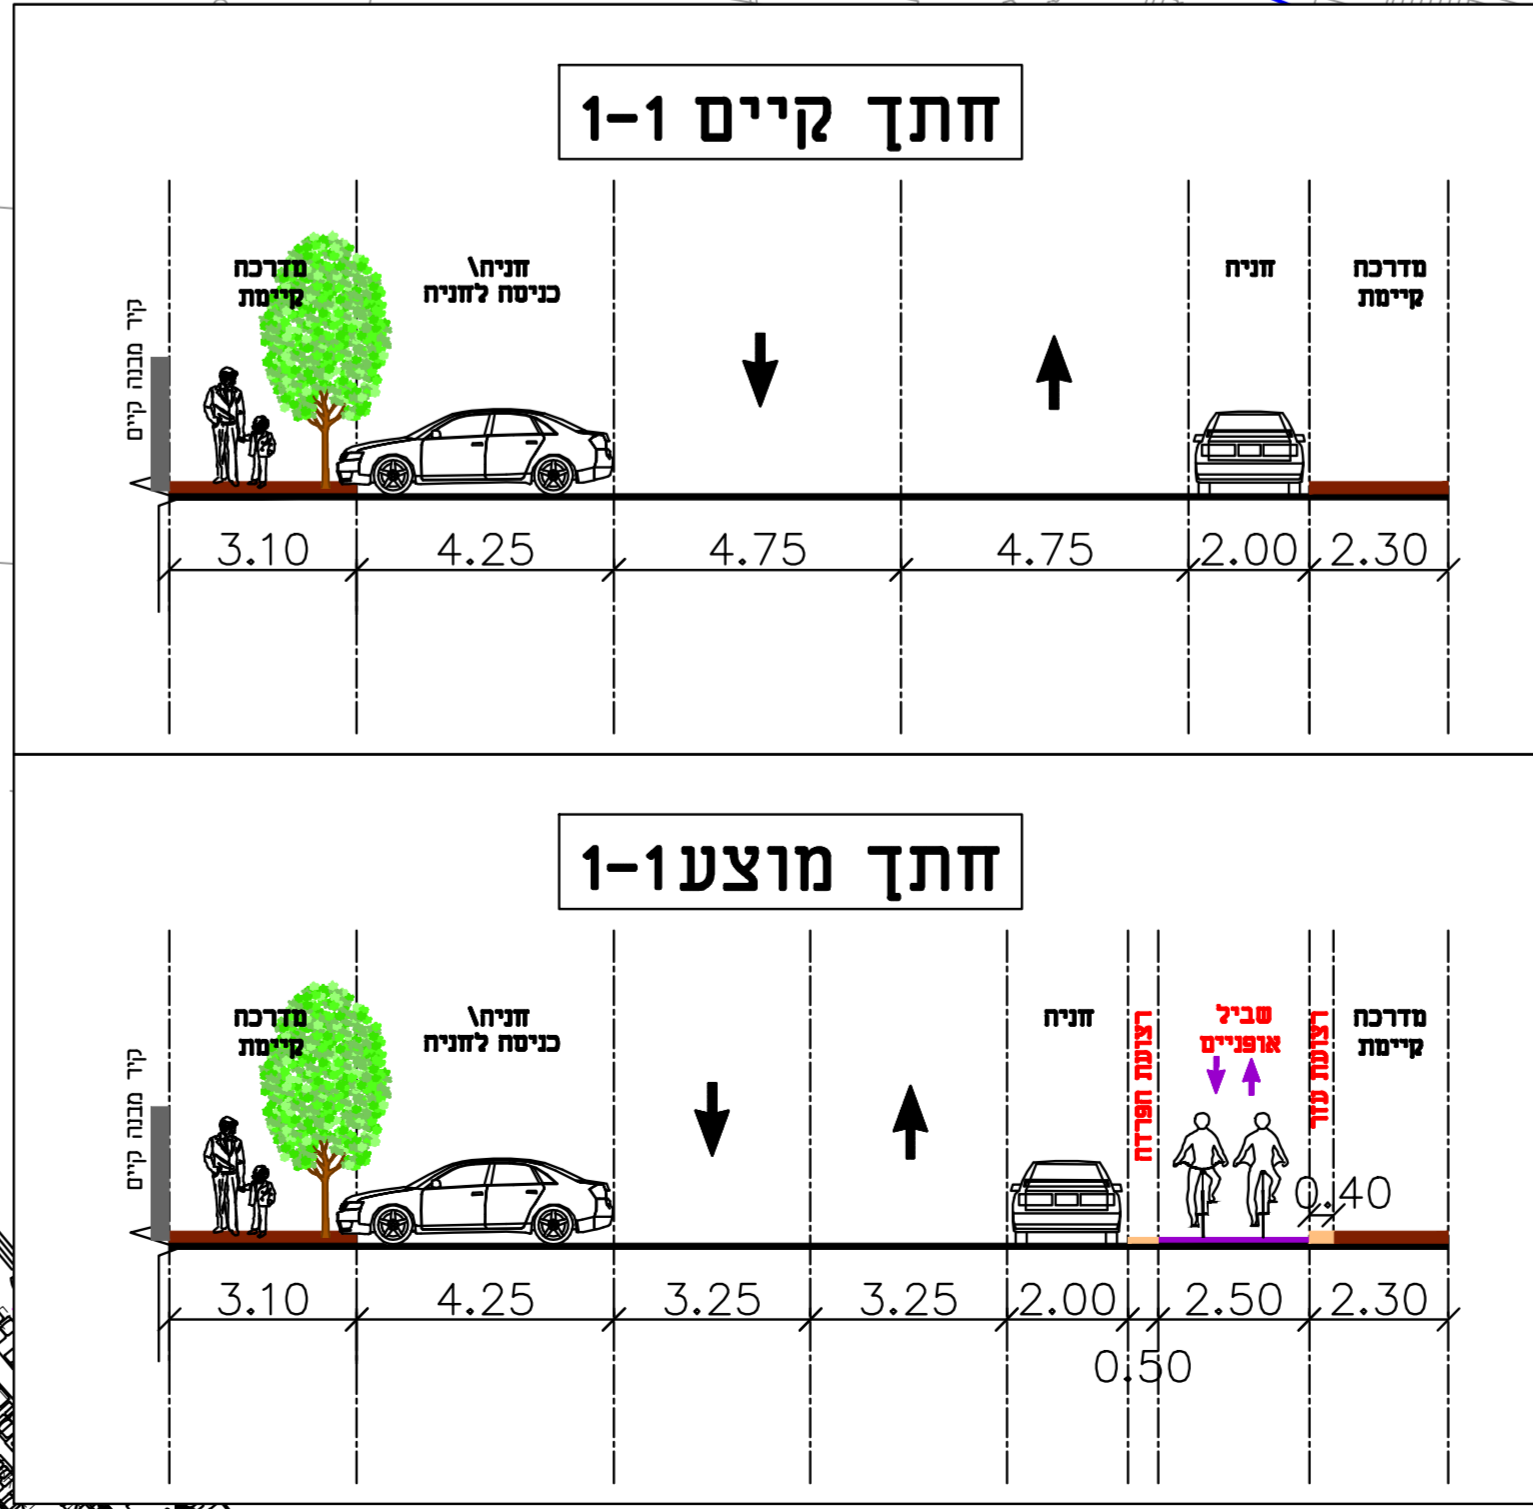 חתך קיים 1-1
מדרכה
קיימת
חניה
חניה\
כניסה לחניה
מדרכה
קיימת
קיר מבנה קיים
3.10
4.25
4.75
4.75
2.00
2.30
חתך מוצע 1-1
מדרכה
קיימת
רצועת עזר
שביל
אופניים
רצועת הפרדה
חניה
חניה\
כניסה לחניה
מדרכה
קיימת
קיר מבנה קיים
0.40
3.10
4.25
3.25
3.25
2.00
2.50
2.30
0.50